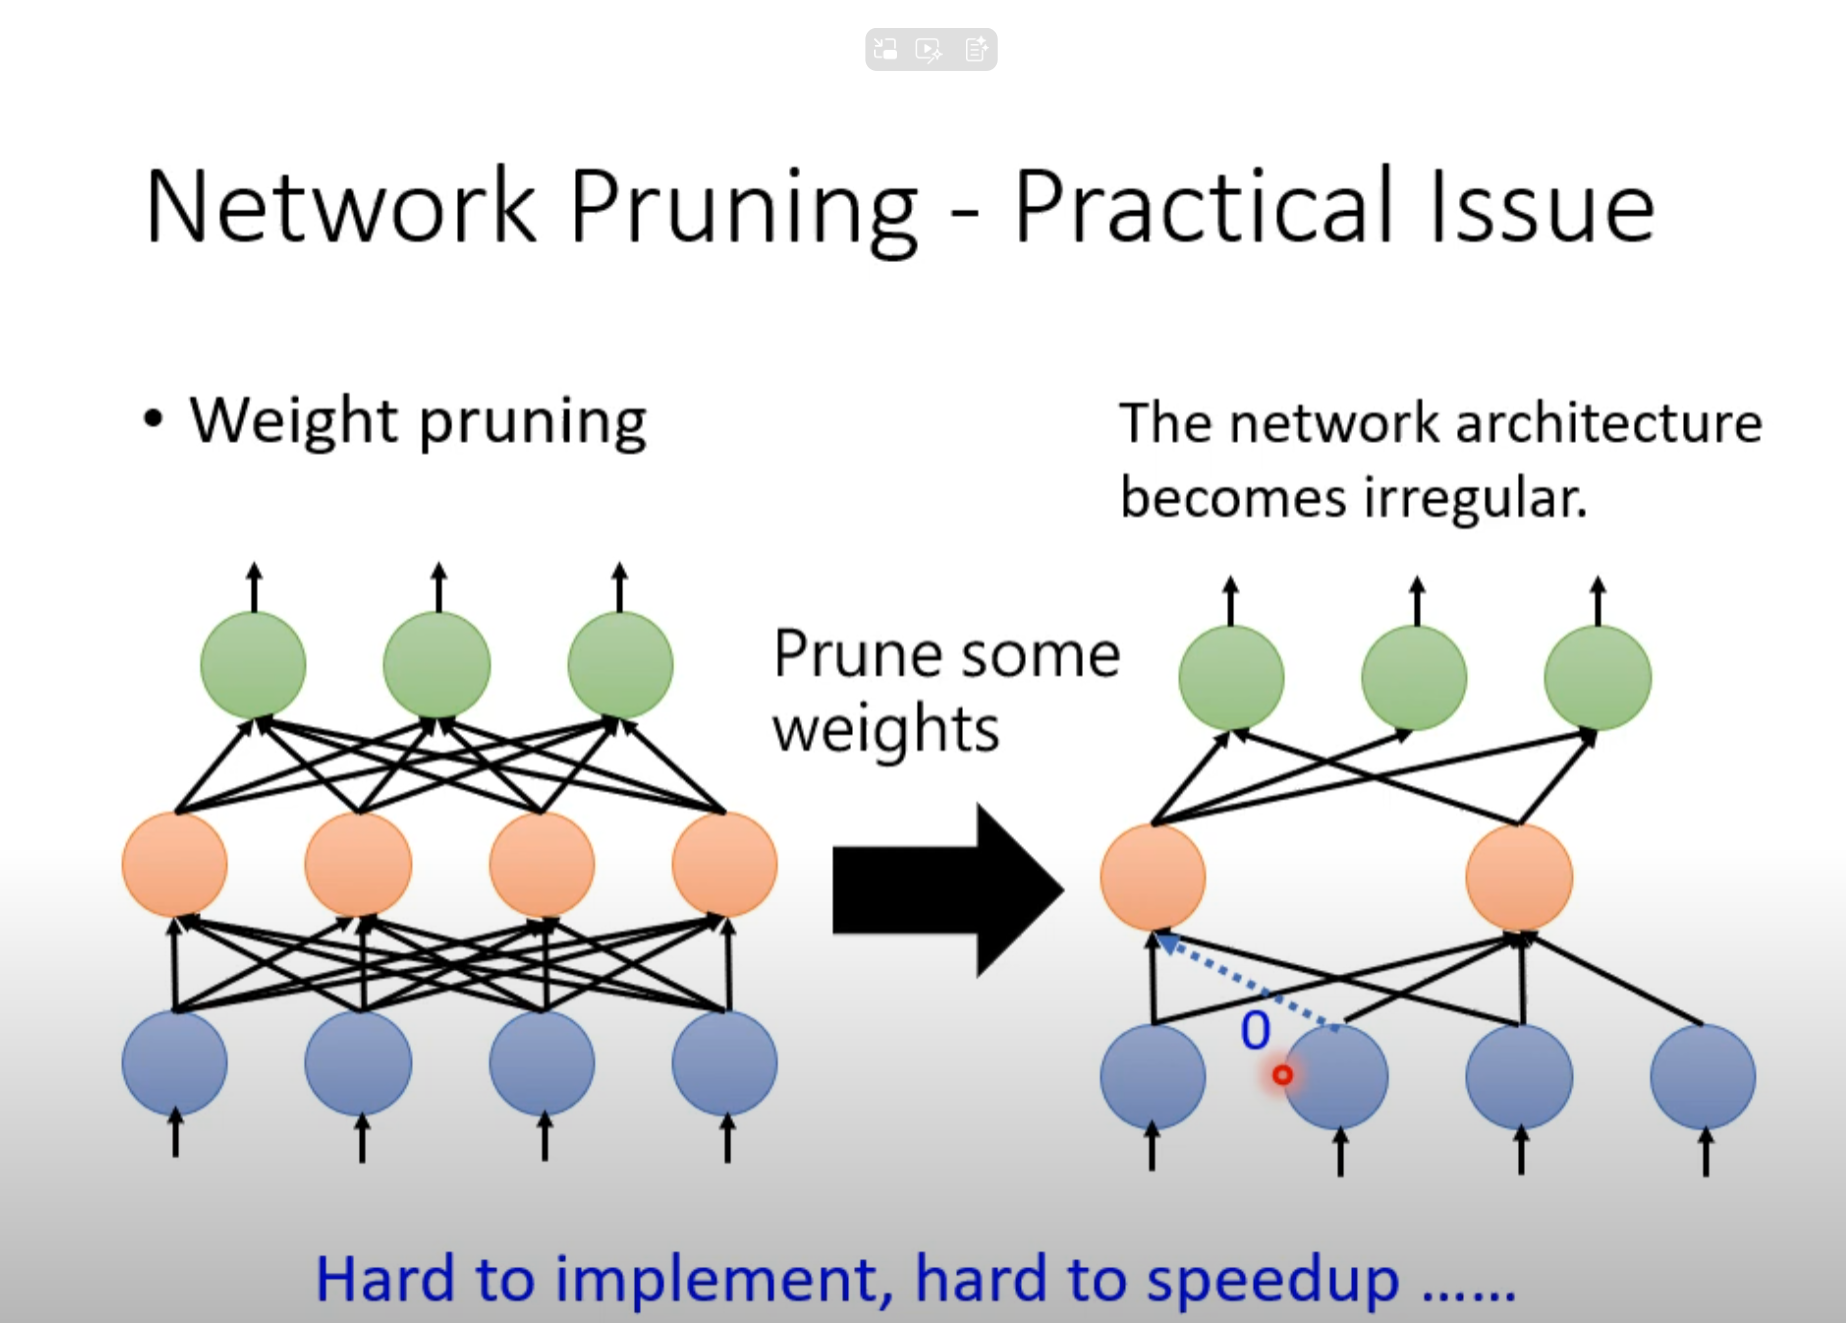 Network Pruning - Practical Issue
• Weight pruning
The network architecture
becomes irregular.
Prune some
weights
0
Hard to implement, hard to speedup ......